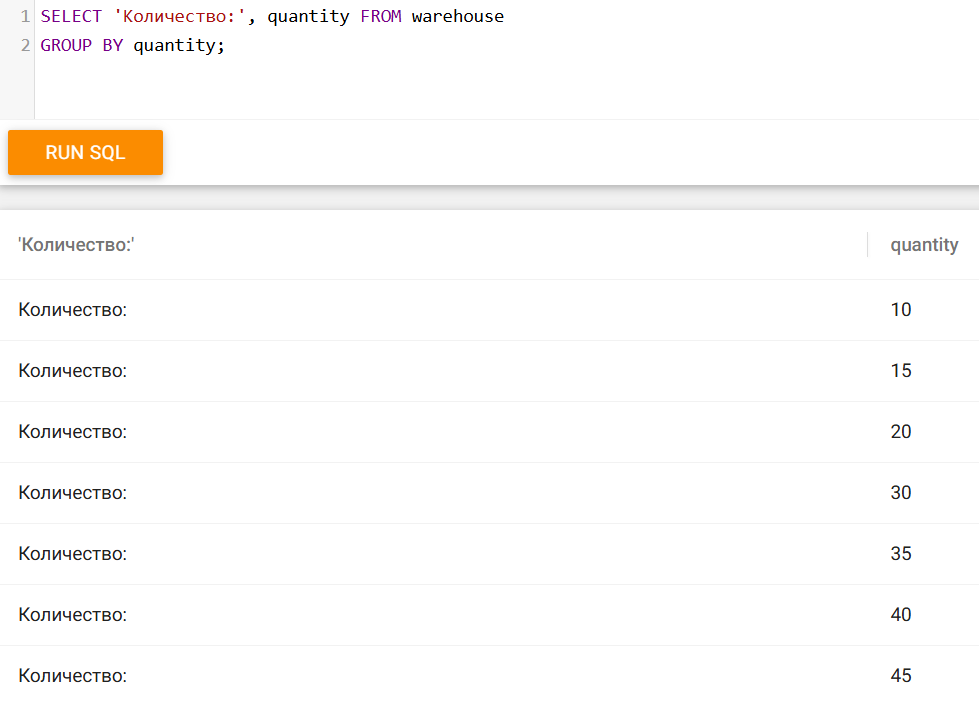 1 SELECT 'Количество:', quantity FROM warehouse
2 GROUP BY quantity;
RUN SQL
'Количество:' quantity
Количество: 10
Количество: 15
Количество: 20
Количество: 30
Количество: 35
Количество: 40
Количество: 45